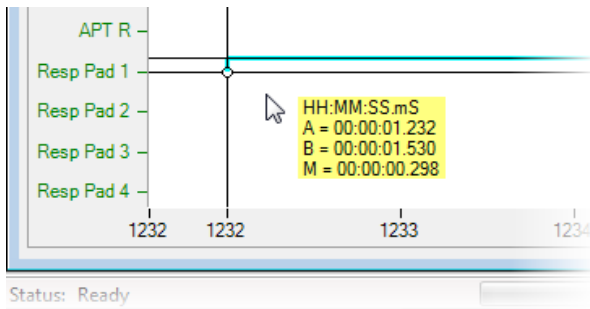 APT R
Resp Pad 1
Resp Pad 2
Resp Pad 3
Resp Pad 4
HH:MM:SS.mS
A = 00:00:01.232
B = 00:00:01.530
M = 00:00:00.298
1232 1232 1233 1234
Status: Ready